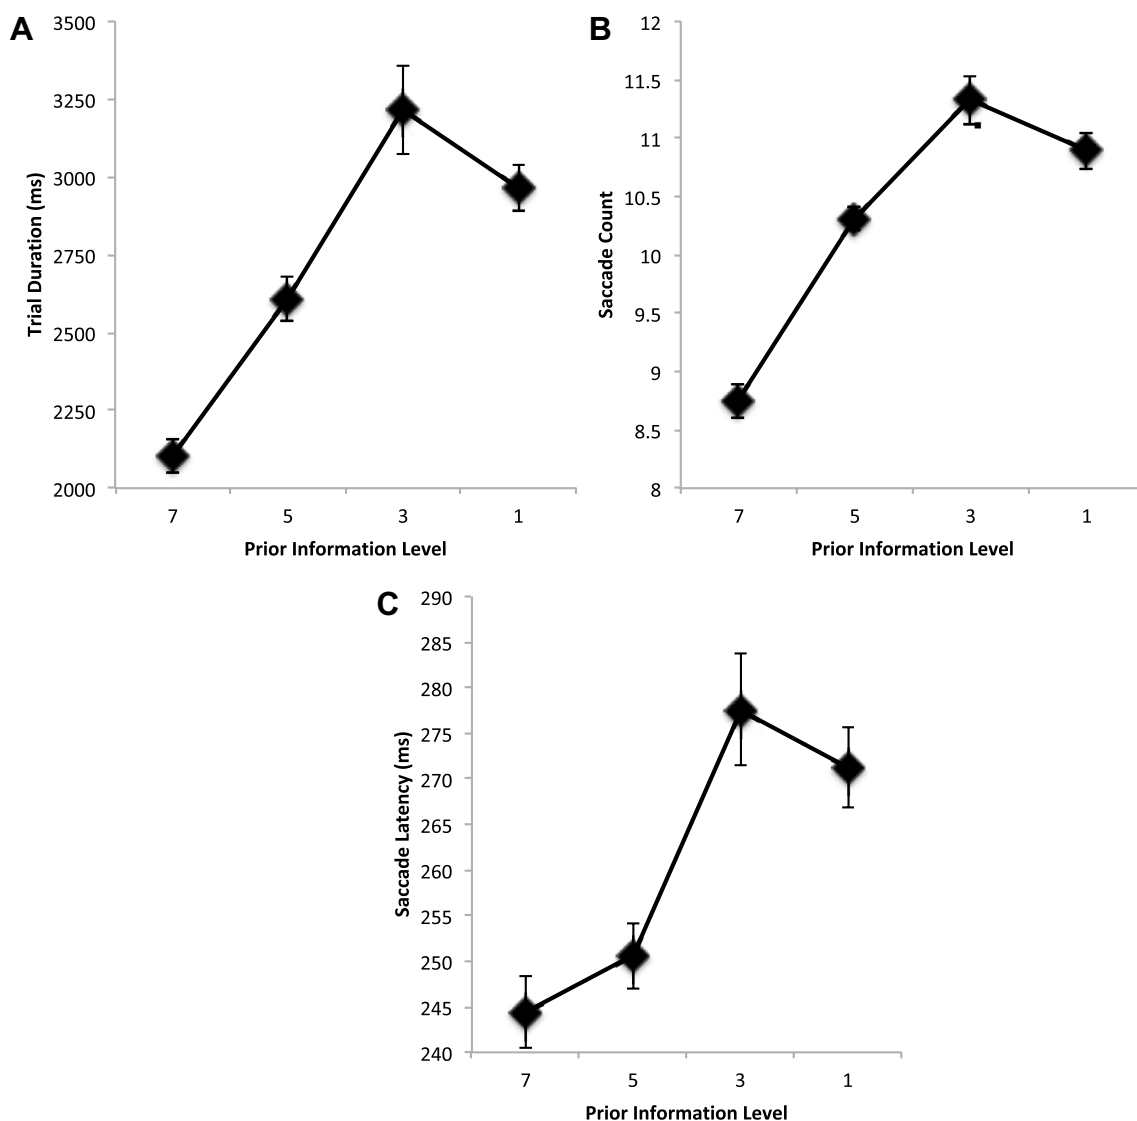 A
3500
3250
3000
2750
2500
2250
2000
Trial Duration (ms)
7 5 3 1
Prior Information Level
B
12
11.5
11
10.5
10
9.5
9
8.5
8
Saccade Count
7 5 3 1
Prior Information Level
C
290
285
280
275
270
265
260
255
250
245
240
Saccade Latency (ms)
7 5 3 1
Prior Information Level